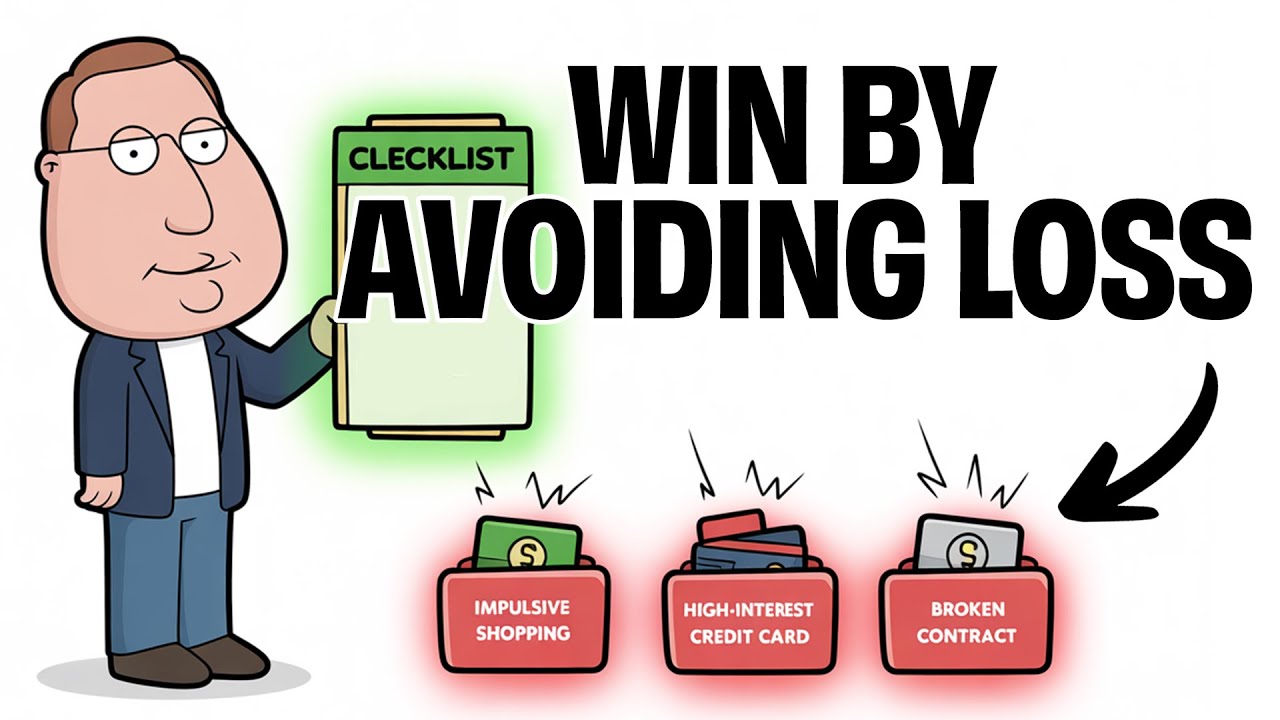 CLECKLIST
WIN BY
AVOIDING LOSS
IMPULSIVE
SHOPPING
HIGH-INTEREST
CREDIT CARD
BROKEN
CONTRACT